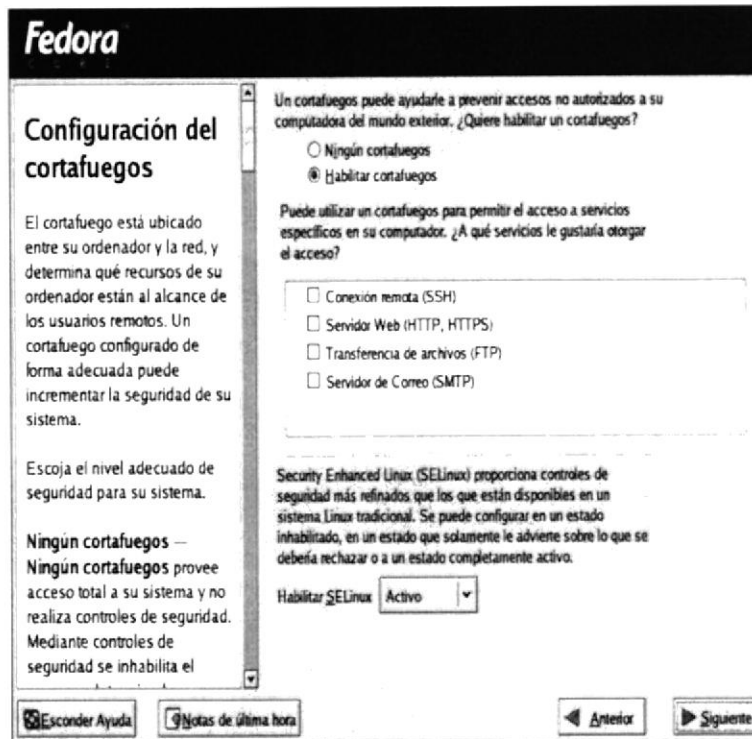 Fedora
CORE
Configuración del
cortafuegos
El cortafuego está ubicado
entre su ordenador y la red, y
determina qué recursos de su
ordenador están al alcance de
los usuarios remotos. Un
cortafuego configurado de
forma adecuada puede
incrementar la seguridad de su
sistema.
Escoja el nivel adecuado de
seguridad para su sistema.
Ningún cortafuegos —
Ningún cortafuegos provee
acceso total a su sistema y no
realiza controles de seguridad.
Mediante controles de
seguridad se inhabilita el
Un cortafuegos puede ayudarle a prevenir accesos no autorizados a su
computadora del mundo exterior. ¿Quiere habilitar un cortafuegos?
Ningún cortafuegos
Habilitar cortafuegos
Puede utilizar un cortafuegos para permitir el acceso a servicios
específicos en su computador. ¿A qué servicios le gustaría otorgar
el acceso?
Conexión remota (SSH)
Servidor Web (HTTP, HTTPS)
Transferencia de archivos (FTP)
Servidor de Correo (SMTP)
Security Enhanced Linux (SELinux) proporciona controles de
seguridad más refinados que los que están disponibles en un
sistema Linux tradicional. Se puede configurar en un estado
inhabilitado, en un estado que solamente le advierte sobre lo que se
debería rechazar o a un estado completamente activo.
Habilitar SELinux Activo
Esconder Ayuda Notas de última hora Anterior Siguiente